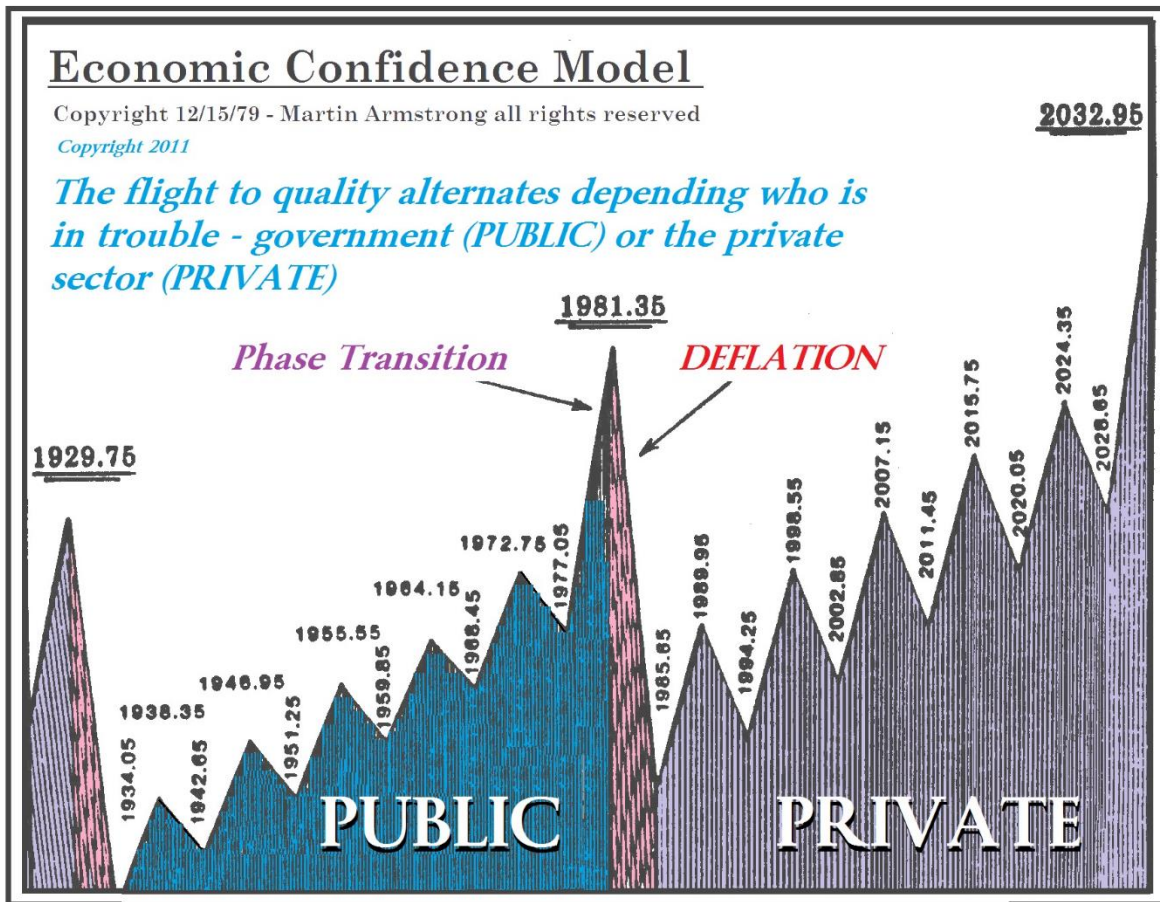 Economic Confidence Model
Copyright 12/15/79 - Martin Armstrong all rights reserved
Copyright 2011
The flight to quality alternates depending who is
in trouble - government (PUBLIC) or the private
sector (PRIVATE)
2032.95
1981.35
Phase Transition
DEFLATION
1929.75
1934.05
1938.35
1942.65
1946.95
1951.25
1955.55
1959.85
1964.15
1968.45
1972.75
1977.05
1985.65
1989.95
1994.25
1998.55
2002.85
2007.15
2011.45
2015.75
2020.05
2024.35
2028.65
PUBLIC
PRIVATE